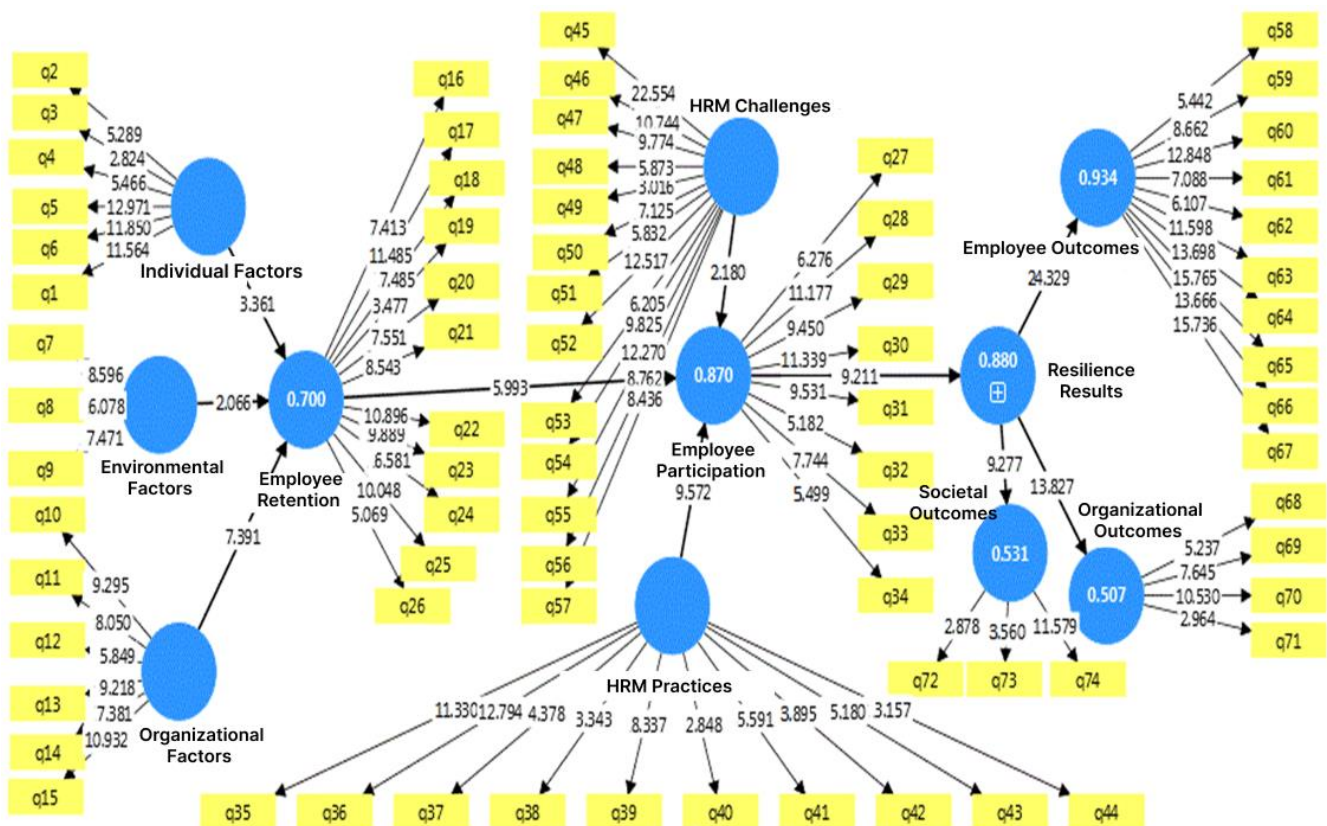 q2
q3
q4
q5
q6
q1
5.289
2.824
5.466
12.971
11.850
11.564
Individual Factors
3.361
q7
q8
q9
8.596
6.078
7.471
2.066
Environmental
Factors
q10
q11
q12
q13
q14
q15
9.295
8.050
5.849
9.218
7.381
10.932
Organizational
Factors
7.391
0.700
Employee
Retention
q16
q17
q18
q19
q20
q21
q22
q23
q24
q25
q26
7.413
11.485
7.485
3.477
7.551
8.543
10.896
9.889
6.581
10.048
5.069
5.993
q45
q46
q47
q48
q49
q50
q51
q52
q53
q54
q55
q56
q57
22.554
10.744
9.774
5.873
3.016
7.125
5.832
12.517
6.205
9.825
12.270
8.762
8.436
HRM Challenges
2.180
0.870
Employee
Participation
9.572
q27
q28
q29
q30
q31
q32
q33
q34
6.276
11.177
9.450
11.339
9.531
5.182
7.744
5.499
9.211
HRM Practices
11.330
12.794
4.378
3.343
8.337
2.848
5.591
3.895
5.180
3.157
q35
q36
q37
q38
q39
q40
q41
q42
q43
q44
0.880
Resilience
Results
24.329
0.934
Employee Outcomes
q58
q59
q60
q61
q62
q63
q64
q65
q66
q67
5.442
8.662
12.848
7.088
6.107
11.598
13.698
15.765
13.666
15.736
9.277
13.827
Societal
Outcomes
0.531
2.878
3.560
11.579
q72
q73
q74
Organizational
Outcomes
0.507
5.237
7.645
10.530
2.964
q68
q69
q70
q71